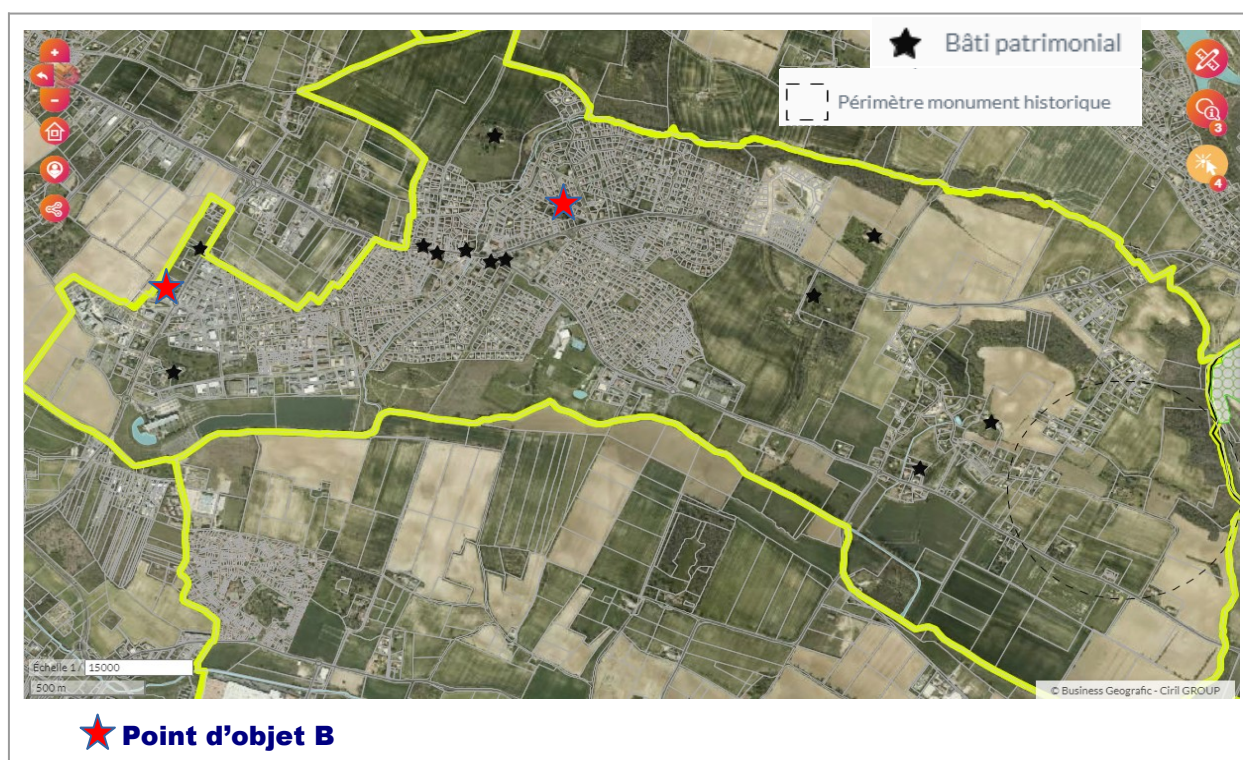 Bâti patrimonial
Périmètre monument historique
3
4
Échelle 1 / 15000
500 m
© Business Geografic - Ciril GROUP
Point d'objet B